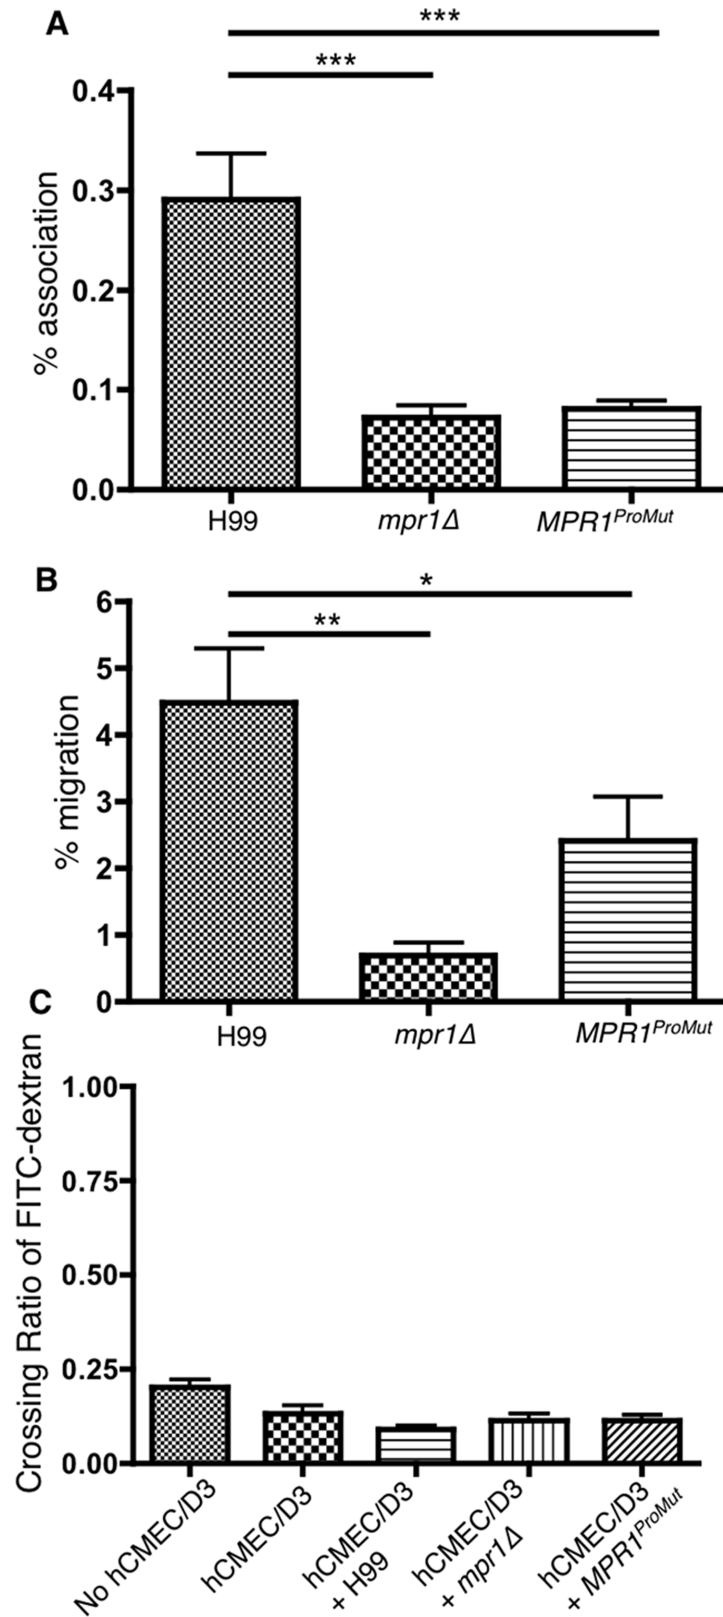 A
***
***
% association
0.4
0.3
0.2
0.1
0.0
H99
mpr1Δ
MPR1ProMut
B
*
**
% migration
6
5
4
3
2
1
0
H99
mpr1Δ
MPR1ProMut
C
Crossing Ratio of FITC-dextran
1.00
0.75
0.50
0.25
0.00
No hCMEC/D3
hCMEC/D3
hCMEC/D3
+ H99
hCMEC/D3
+ mpr1Δ
hCMEC/D3
+ MPR1ProMut